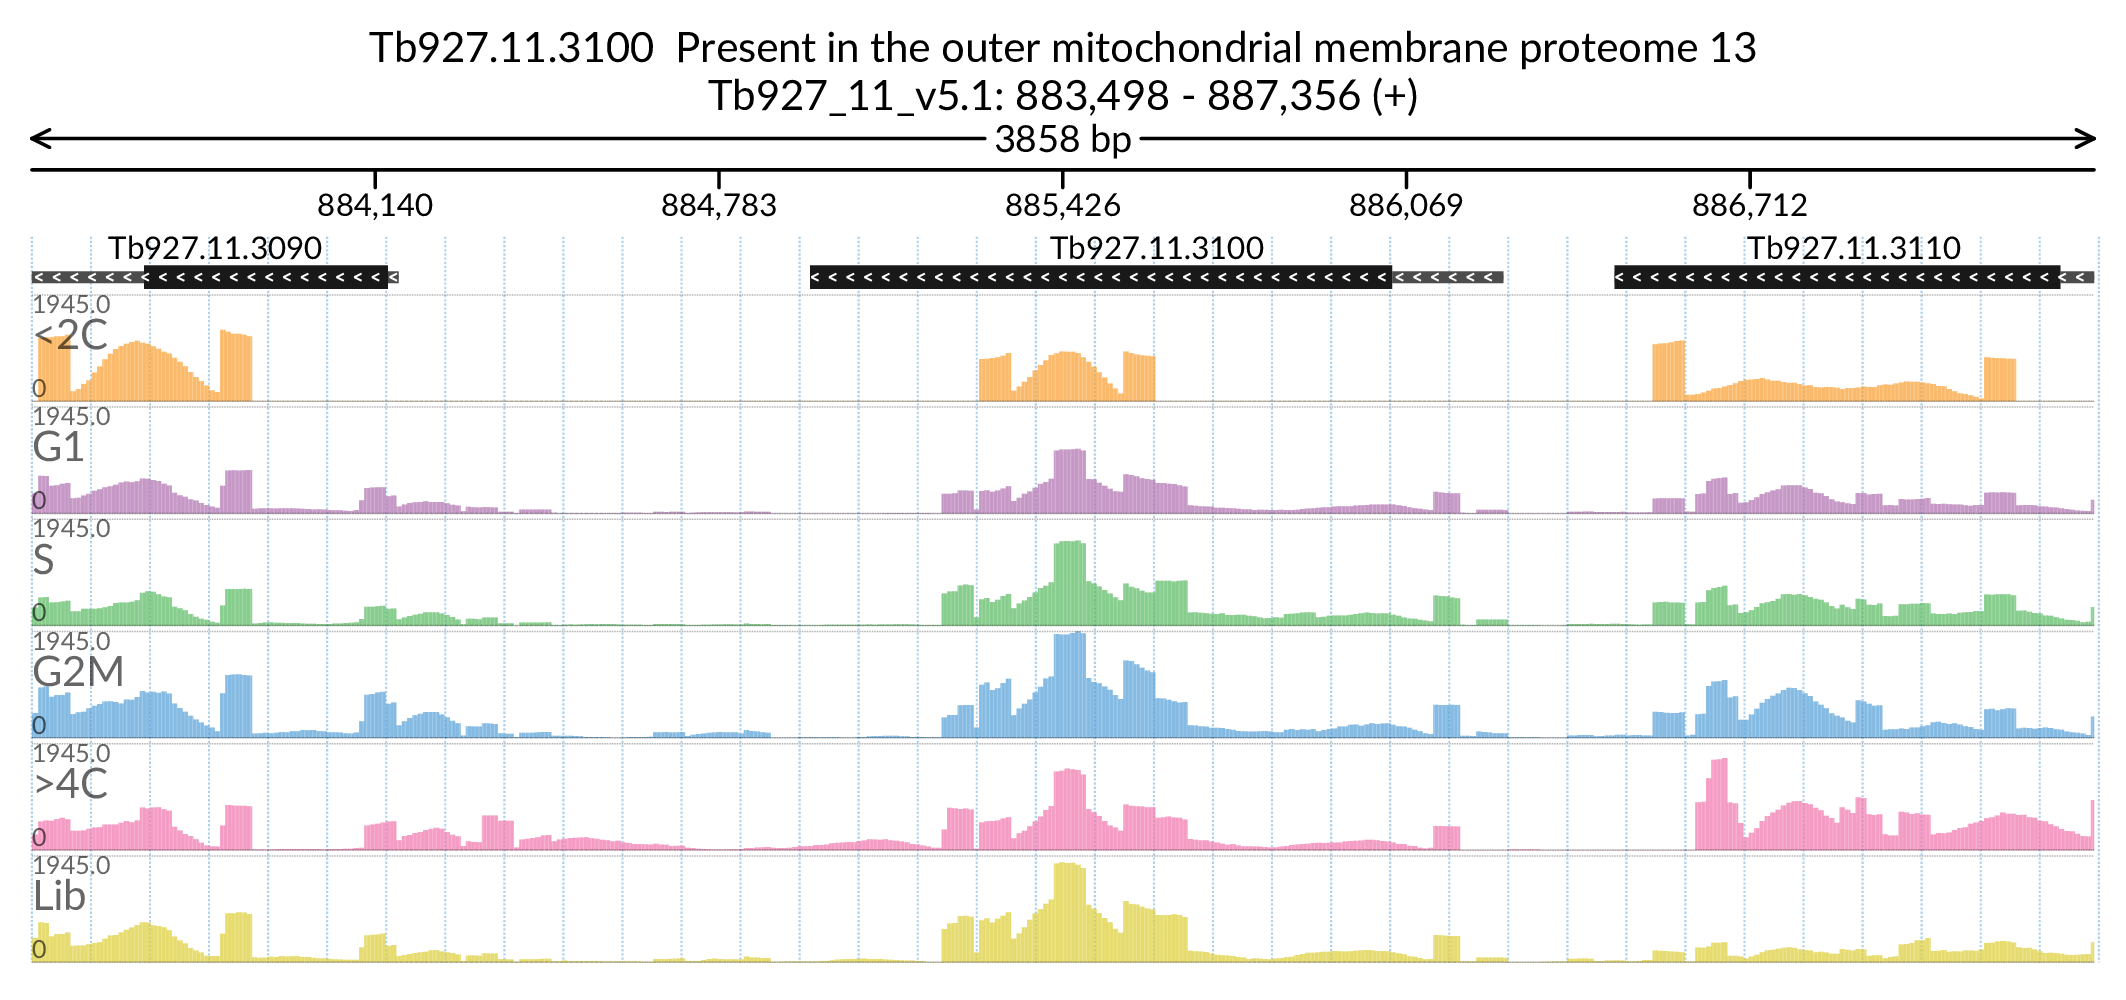 Tb927.11.3100  Present in the outer mitochondrial membrane proteome 13
Tb927_11_v5.1: 883,498 - 887,356 (+)
3858 bp
884,140 884,783 885,426 886,069 886,712
Tb927.11.3090 Tb927.11.3100 Tb927.11.3110
1945.0
<2C
0
1945.0
G1
0
1945.0
S
0
1945.0
G2M
0
1945.0
>4C
0
1945.0
Lib
0